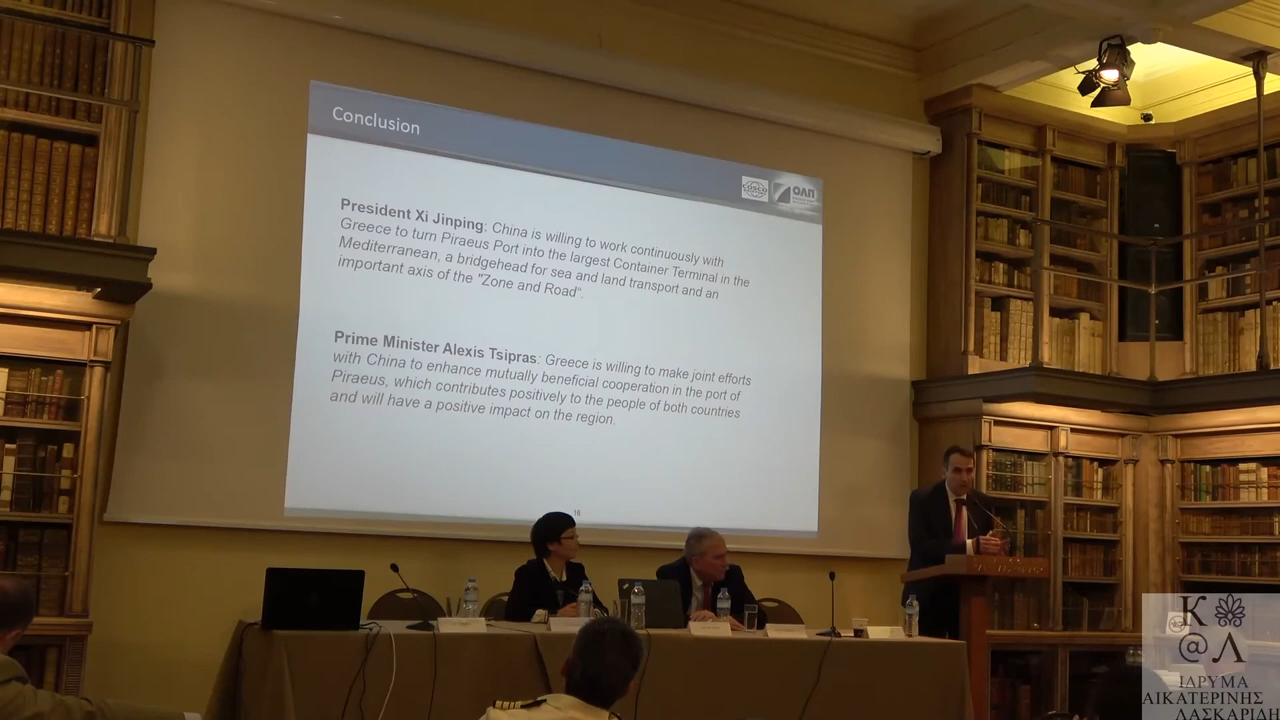 Conclusion
COSCO
ΟΛΠ
President Xi Jinping: China is willing to work continuously with
Greece to turn Piraeus Port into the largest Container Terminal in the
Mediterranean, a bridgehead for sea and land transport and an
important axis of the "Zone and Road".
Prime Minister Alexis Tsipras: Greece is willing to make joint efforts
with China to enhance mutually beneficial cooperation in the port of
Piraeus, which contributes positively to the people of both countries
and will have a positive impact on the region.
16
Κ
@ Λ
ΙΔΡΥΜΑ
ΑΙΚΑΤΕΡΙΝΗΣ
ΛΑΣΚΑΡΙΔΗ